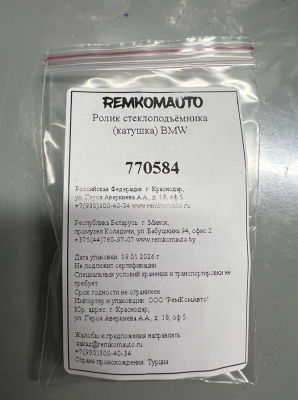 REMKOMAUTO
Ролик стеклоподъёмника
(катушка) BMW
770584
Российская Федерация г. Краснодар,
ул. Героя Аверкиева А.А., д. 18, оф 5.
+7(930)300-40-34 www.remkomauto.ru
Республика Беларусь г. Минск,
промузел Колядичи, ул. Бабушкина 94, офис 2.
+375(44)780-97-07 www.remkomauto.by
Дата упаковки 19.01.2026 г.
Не подлежит сертификации.
Специальных условий хранения и транспортировки не
требует.
Срок годности не ограничен.
Импортер и упаковщик: ООО "РемКомАвто"
Юр. адрес: г. Краснодар,
ул. Героя Аверкиева А.А., д. 18, оф 5.
Жалобы и предложения направлять
zakaz@remkomauto.ru
+7(930)300-40-34
Страна происхождения: Турция